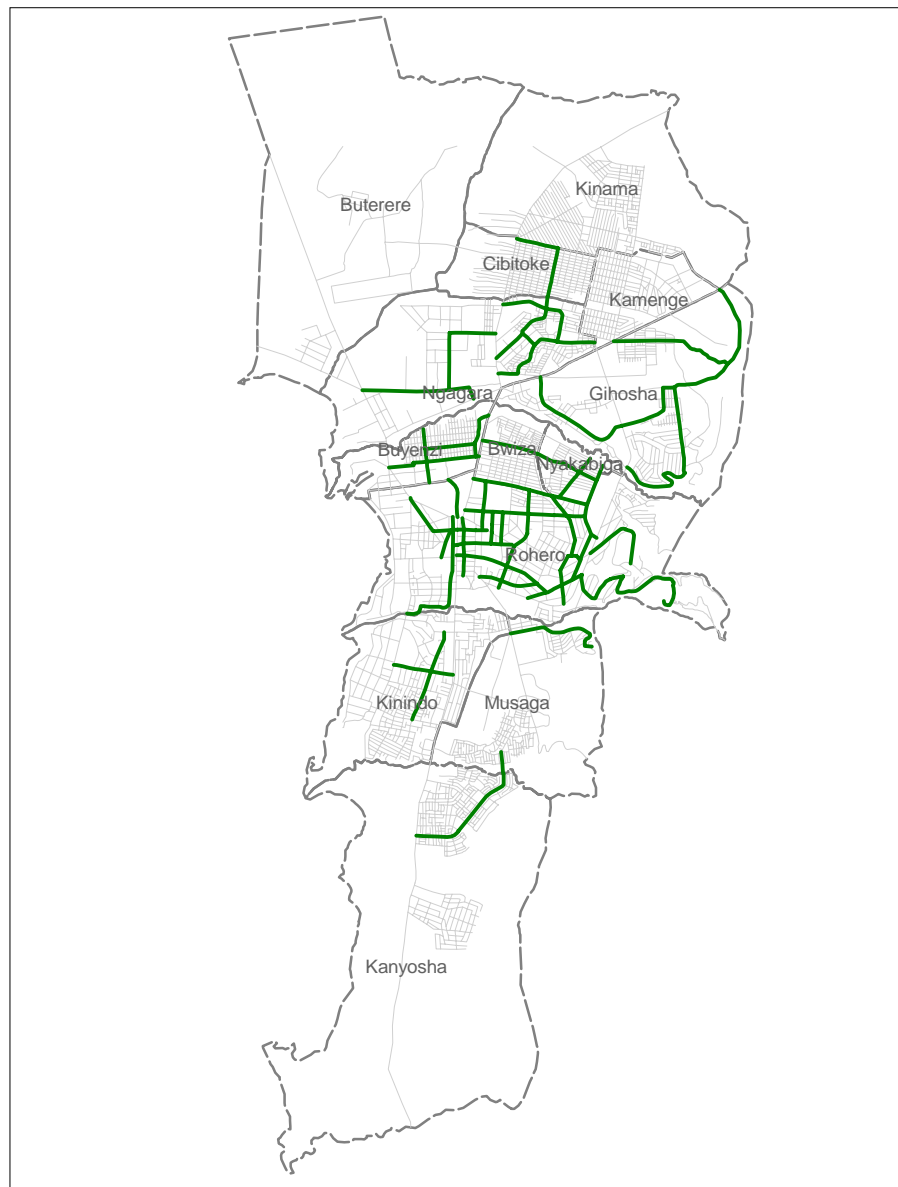 Kinama
Buterere
Cibitoke
Kamenge
Ngagara
Gihosha
Buyenzi
Bwiza
Nyakabiga
Rohero
Kinindo
Musaga
Kanyosha